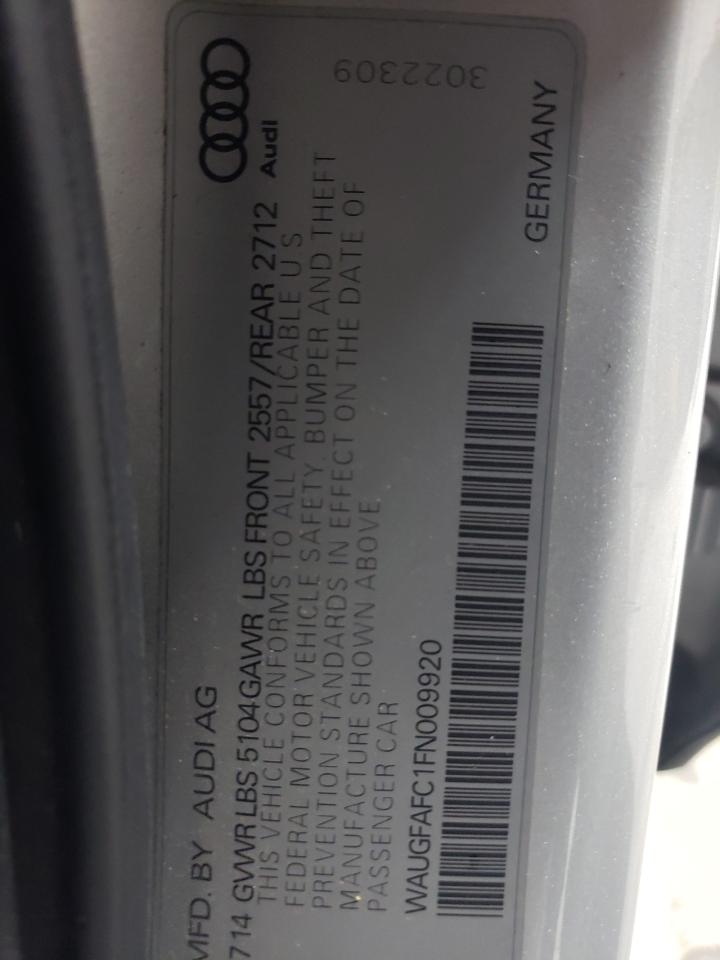 MFD. BY AUDI AG
Audi
714 GVWR LBS 5104 GAWR LBS FRONT 2557/REAR 2712
THIS VEHICLE CONFORMS TO ALL APPLICABLE U S
FEDERAL MOTOR VEHICLE SAFETY, BUMPER AND THEFT
PREVENTION STANDARDS IN EFFECT ON THE DATE OF
MANUFACTURE SHOWN ABOVE
PASSENGER CAR
3022309
WAUGFAFC1FN009920
GERMANY